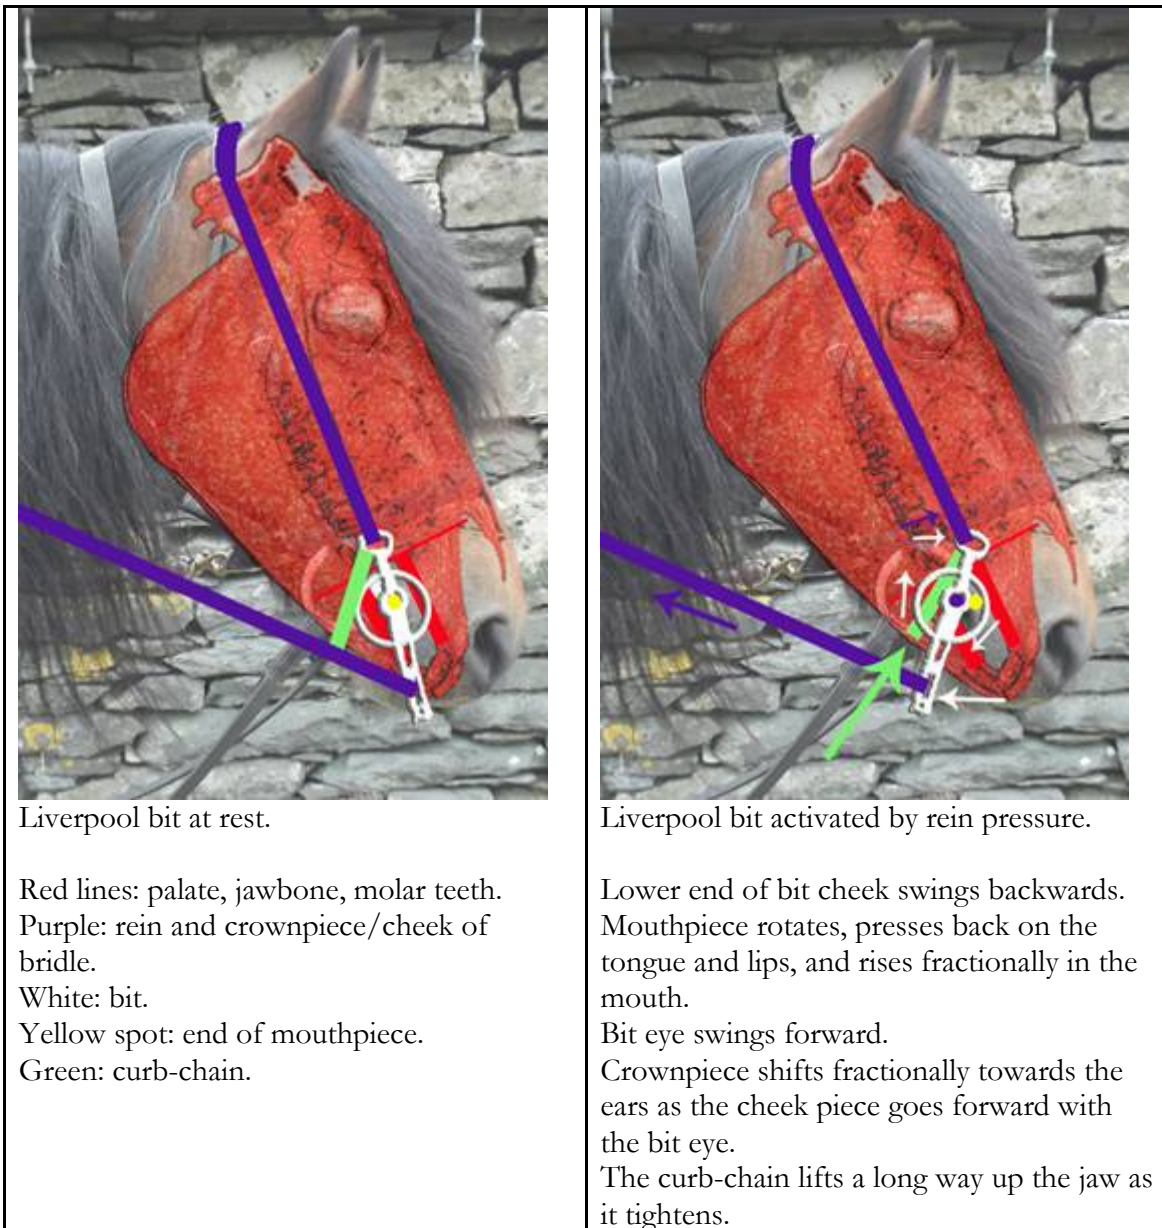 Liverpool bit at rest.
Red lines: palate, jawbone, molar teeth.
Purple: rein and crownpiece/cheek of
bridle.
White: bit.
Yellow spot: end of mouthpiece.
Green: curb-chain.
Liverpool bit activated by rein pressure.
Lower end of bit cheek swings backwards.
Mouthpiece rotates, presses back on the
tongue and lips, and rises fractionally in the
mouth.
Bit eye swings forward.
Crownpiece shifts fractionally towards the
ears as the cheek piece goes forward with
the bit eye.
The curb-chain lifts a long way up the jaw as
it tightens.